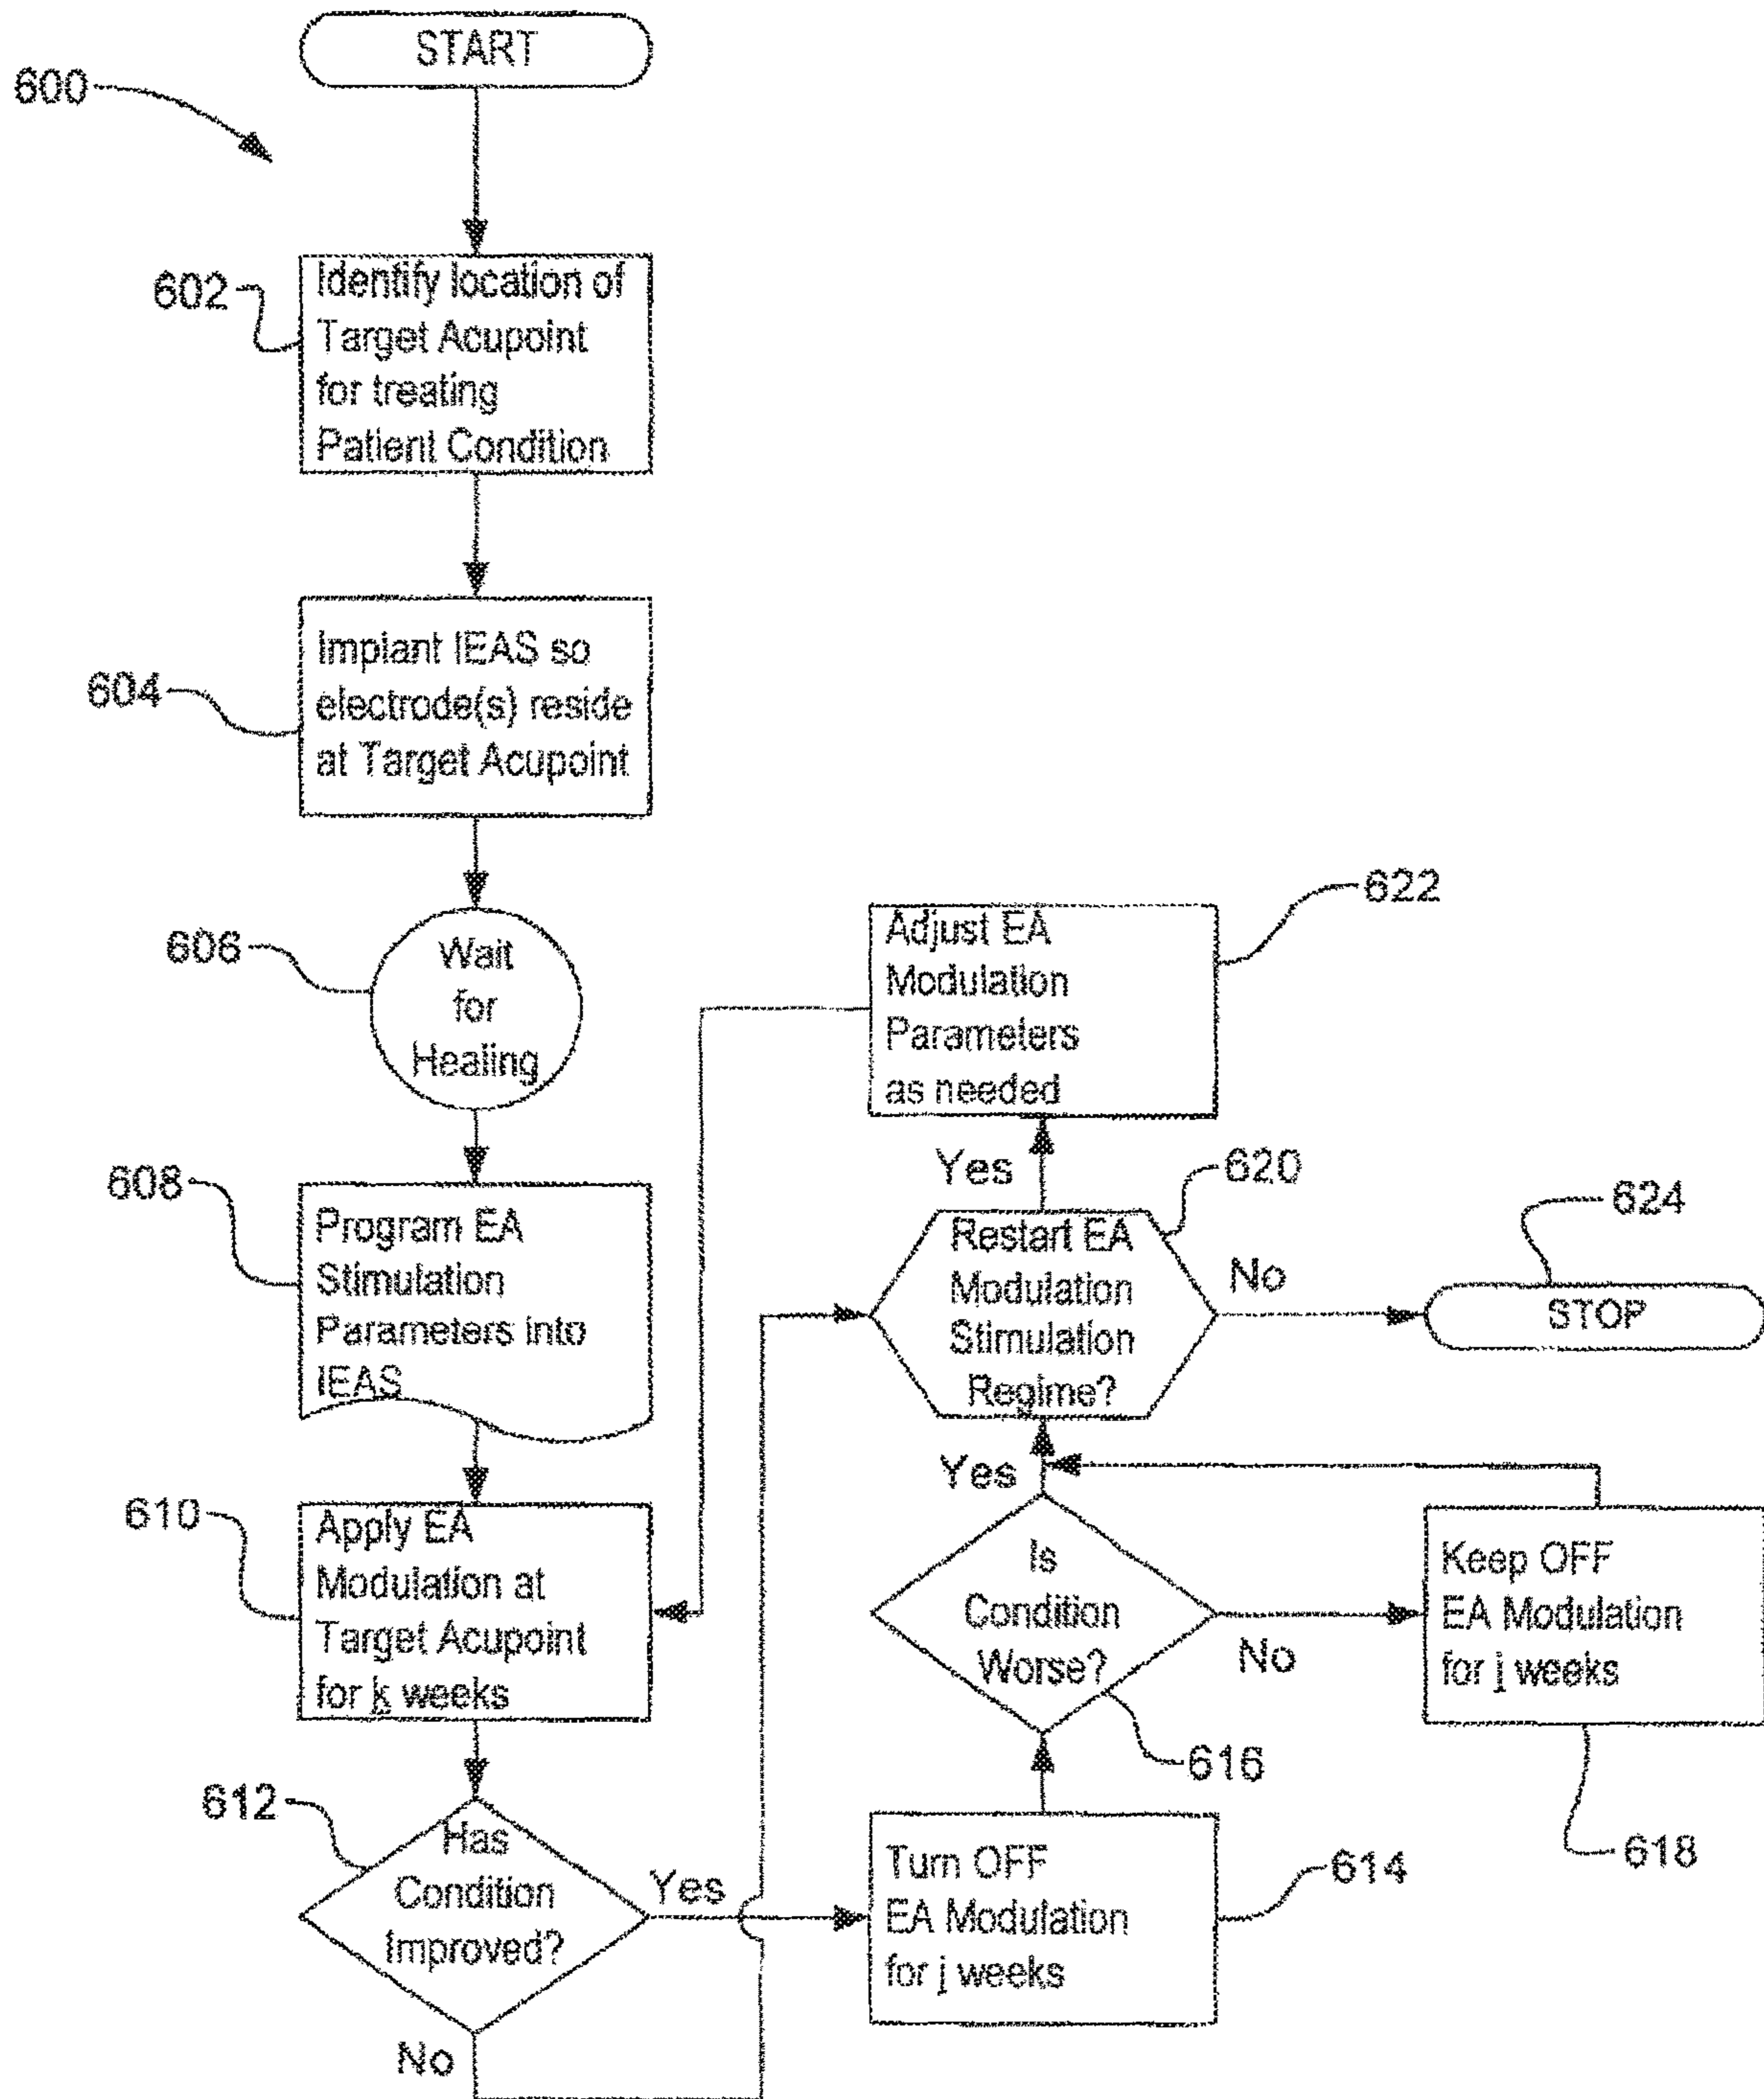 START
600
602
Identify location of
Target Acupoint
for treating
Patient Condition
604
Implant IEAS so
electrode(s) reside
at Target Acupoint
606
Wait
for
Healing
608
Program EA
Stimulation
Parameters into
IEAS
610
Apply EA
Modulation at
Target Acupoint
for k weeks
612
Has
Condition
Improved?
Yes
No
614
Turn OFF
EA Modulation
for j weeks
616
Is
Condition
Worse?
Yes
No
618
Keep OFF
EA Modulation
for j weeks
620
Restart EA
Modulation
Stimulation
Regime?
Yes
No
622
Adjust EA
Modulation
Parameters
as needed
624
STOP